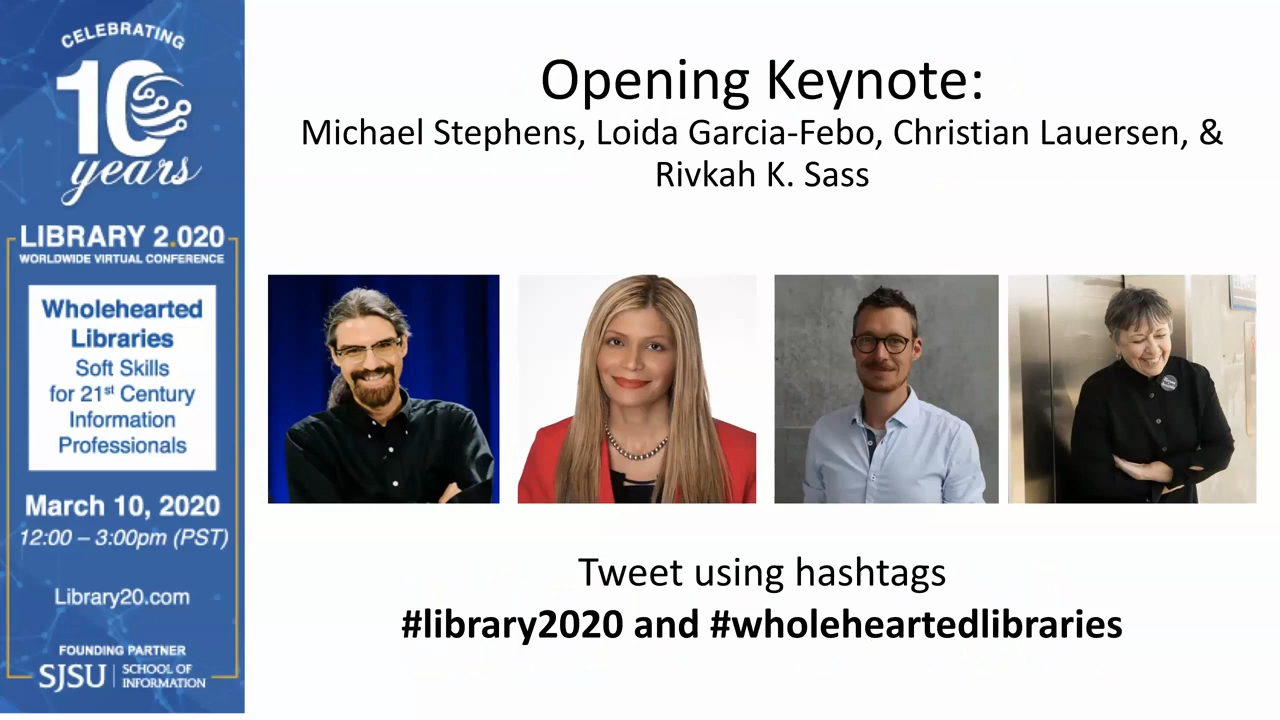 CELEBRATING
10
years
LIBRARY 2.020
WORLDWIDE VIRTUAL CONFERENCE
Wholehearted
Libraries
Soft Skills
for 21st Century
Information
Professionals
March 10, 2020
12:00 – 3:00pm (PST)
Library20.com
FOUNDING PARTNER
SJSU | SCHOOL OF
INFORMATION
Opening Keynote:
Michael Stephens, Loida Garcia-Febo, Christian Lauersen, &
Rivkah K. Sass
Tweet using hashtags
#library2020 and #wholeheartedlibraries